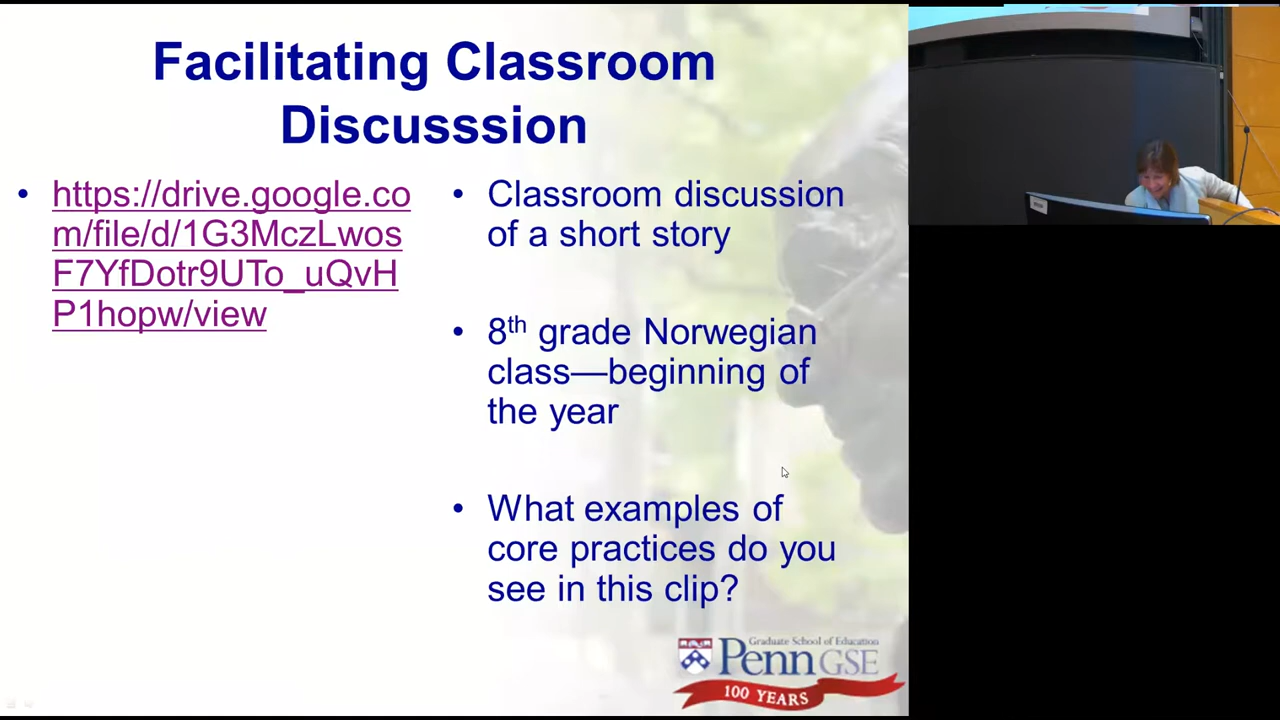 Facilitating Classroom
Discusssion
• https://drive.google.co
m/file/d/1G3MczLwos
F7YfDotr9UTo_uQvH
P1hopw/view
• Classroom discussion
of a short story
• 8th grade Norwegian
class—beginning of
the year
• What examples of
core practices do you
see in this clip?
Graduate School of Education
Penn GSE
100 YEARS